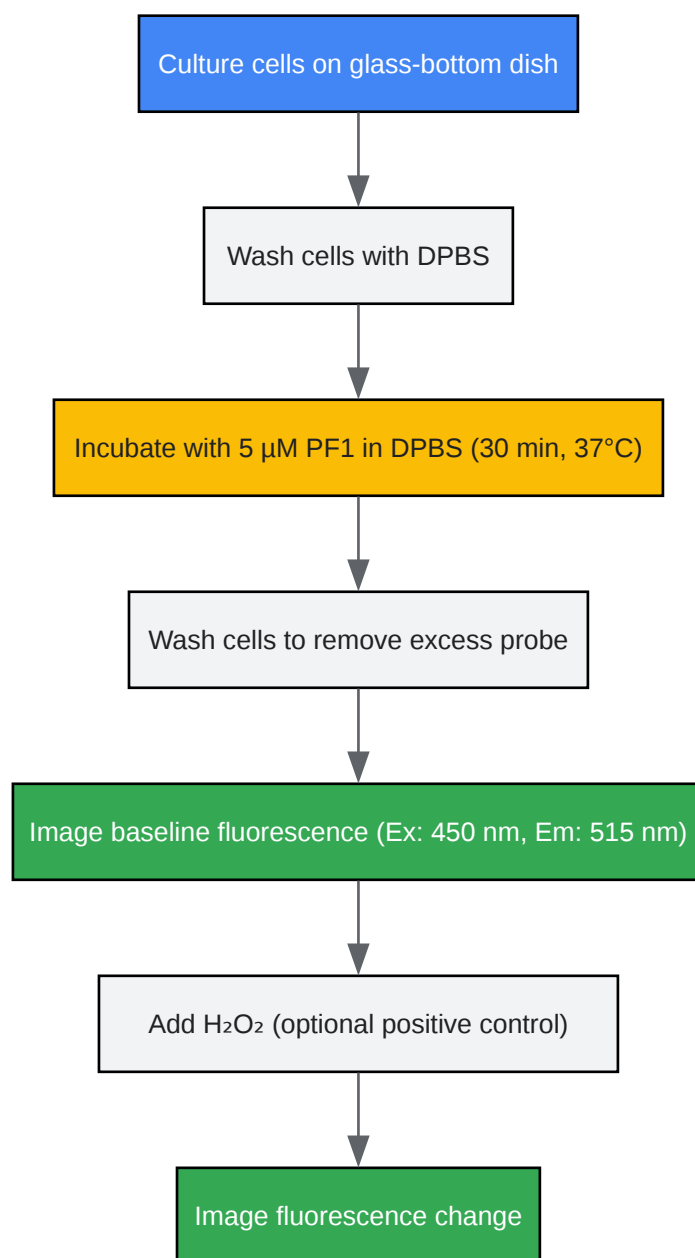 Culture cells on glass-bottom dish
Wash cells with DPBS
Incubate with 5 µM PF1 in DPBS (30 min, 37°C)
Wash cells to remove excess probe
Image baseline fluorescence (Ex: 450 nm, Em: 515 nm)
Add H₂O₂ (optional positive control)
Image fluorescence change